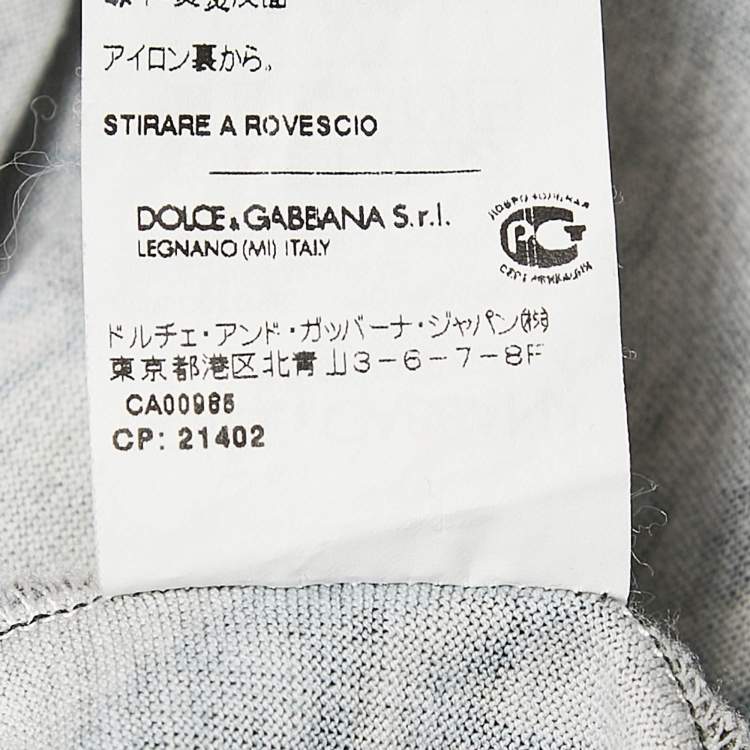 アイロン裏から。
STIRARE A ROVESCIO
DOLCE & GABBANA S.r.l.
LEGNANO (MI) ITALY
ドルチェ・アンド・ガッバーナ・ジャパン(株)
東京都港区北青山3-6-7-8F
CA00985
CP: 21402